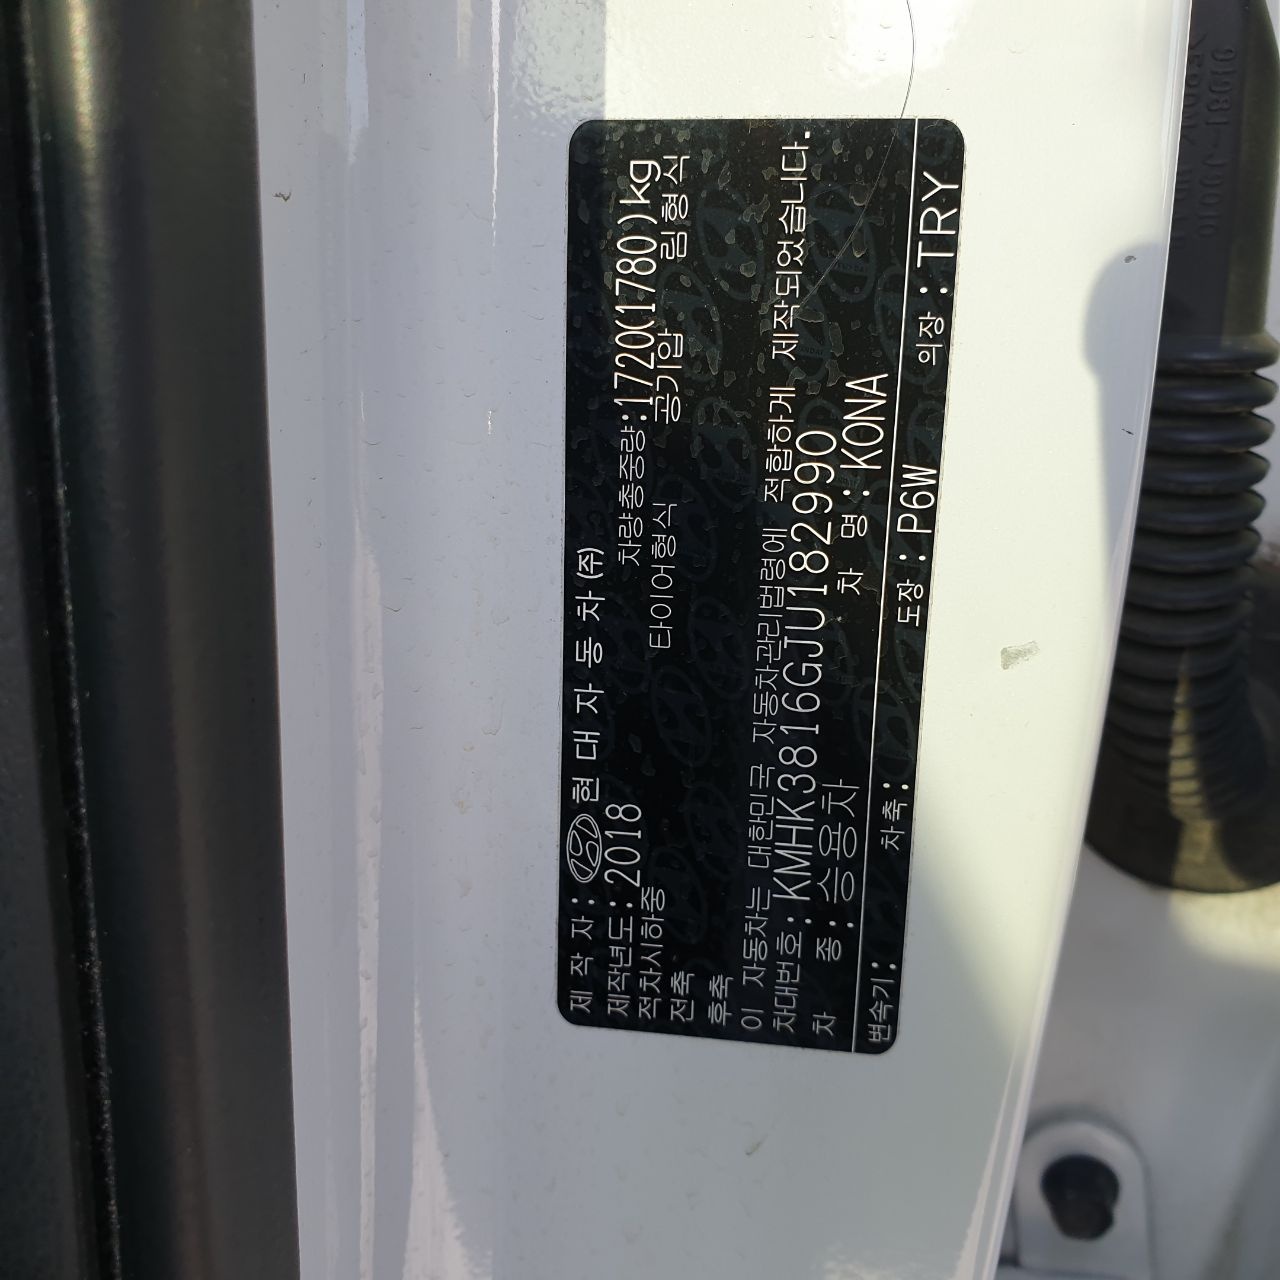 제 작 자 : 현 대 자 동 차 (주)
제작년도 : 2018 차량총중량 : 1720(1780)kg
적차시하중 타이어형식 공기압 림형식
전축
후축
이 자동차는 대한민국 자동차관리법령에 적합하게 제작되었습니다.
차대번호 : KMHK3816GJU182990
차 종 : 승용차 차 명 : KONA
변속기 : 차축 : 도장 : P6W 의장 : TRY
91981-J9010